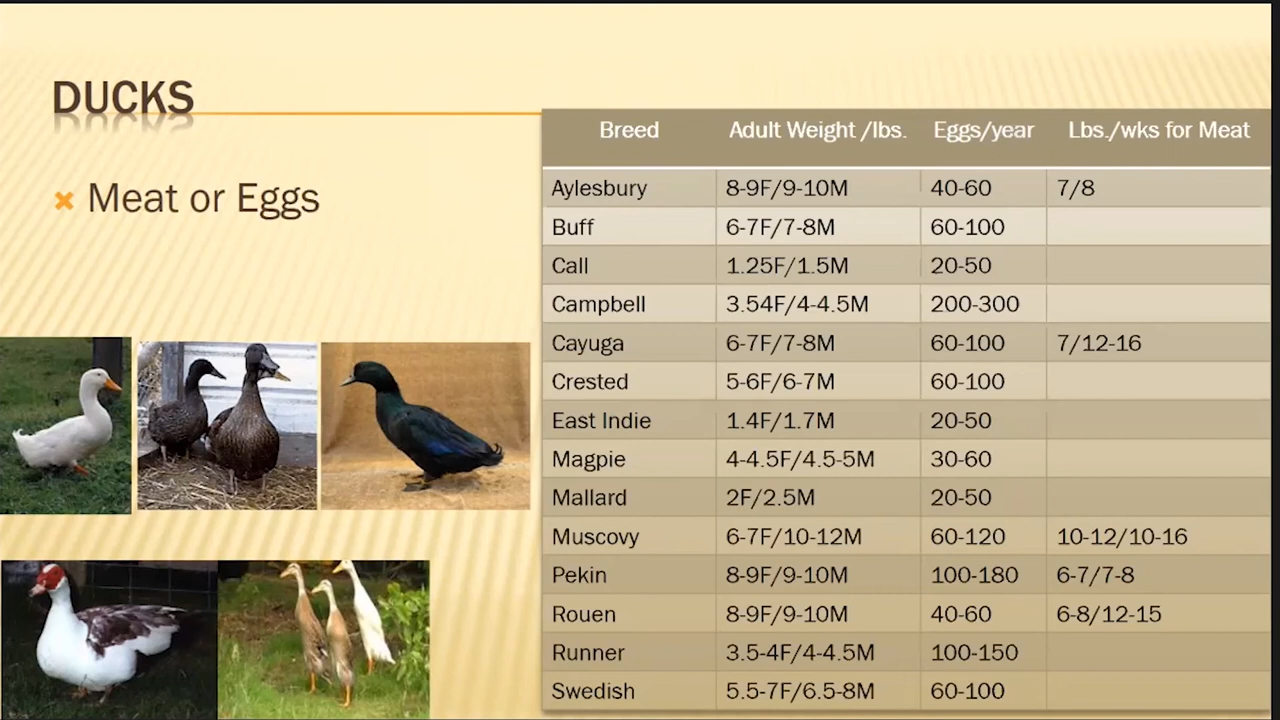 DUCKS
Meat or Eggs
Breed Adult Weight /lbs. Eggs/year Lbs./wks for Meat
Aylesbury 8-9F/9-10M 40-60 7/8
Buff 6-7F/7-8M 60-100
Call 1.25F/1.5M 20-50
Campbell 3.54F/4-4.5M 200-300
Cayuga 6-7F/7-8M 60-100 7/12-16
Crested 5-6F/6-7M 60-100
East Indie 1.4F/1.7M 20-50
Magpie 4-4.5F/4.5-5M 30-60
Mallard 2F/2.5M 20-50
Muscovy 6-7F/10-12M 60-120 10-12/10-16
Pekin 8-9F/9-10M 100-180 6-7/7-8
Rouen 8-9F/9-10M 40-60 6-8/12-15
Runner 3.5-4F/4-4.5M 100-150
Swedish 5.5-7F/6.5-8M 60-100